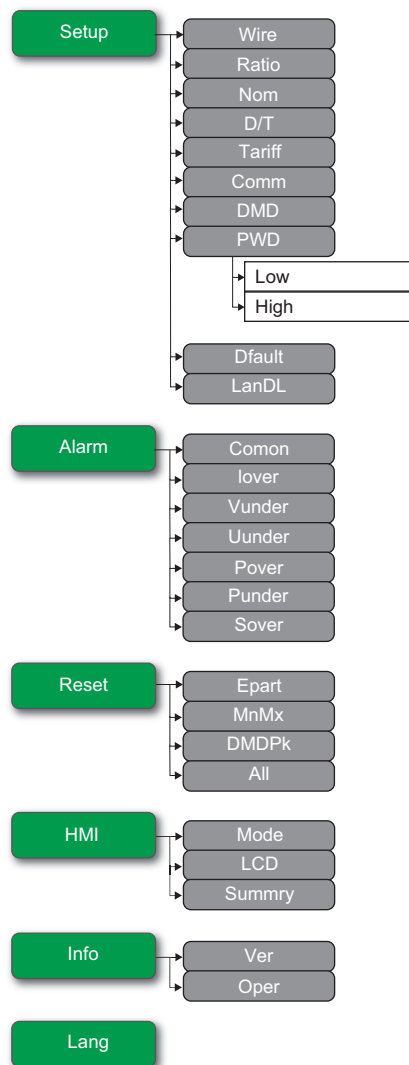 Setup
Wire
Ratio
Nom
D/T
Tariff
Comm
DMD
PWD
Low
High
Dfault
LanDL
Alarm
Comon
Iover
Vunder
Uunder
Pover
Punder
Sover
Reset
Epart
MnMx
DMDPk
All
HMI
Mode
LCD
Summry
Info
Ver
Oper
Lang